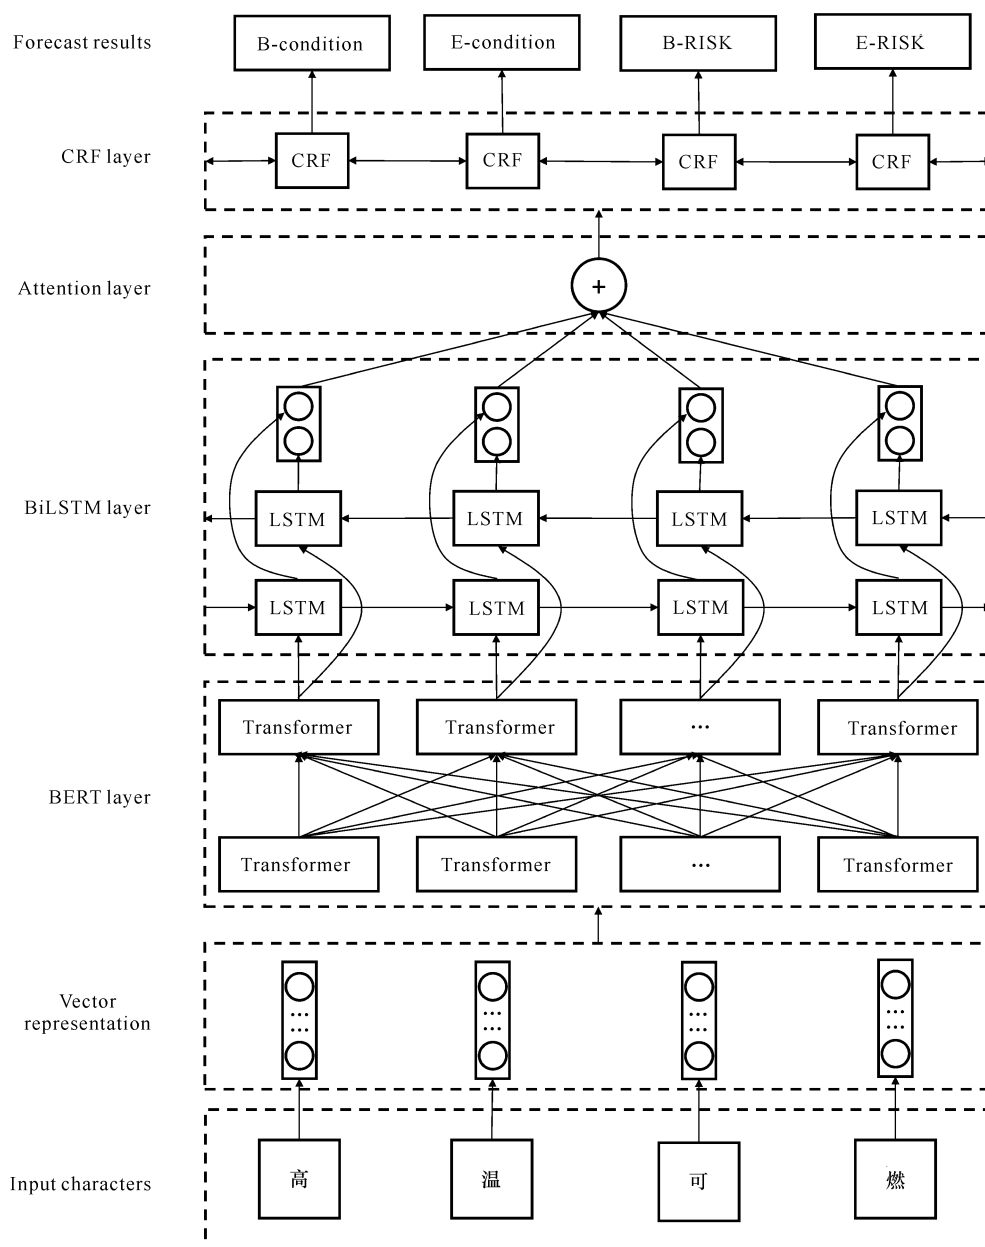 Forecast results
B-condition
E-condition
B-RISK
E-RISK
CRF layer
CRF
CRF
CRF
CRF
Attention layer
+
BiLSTM layer
LSTM
LSTM
LSTM
LSTM
LSTM
LSTM
LSTM
LSTM
Transformer
Transformer
...
Transformer
BERT layer
Transformer
Transformer
...
Transformer
Vector
representation
...
...
...
...
...
...
...
...
Input characters
高
温
可
燃